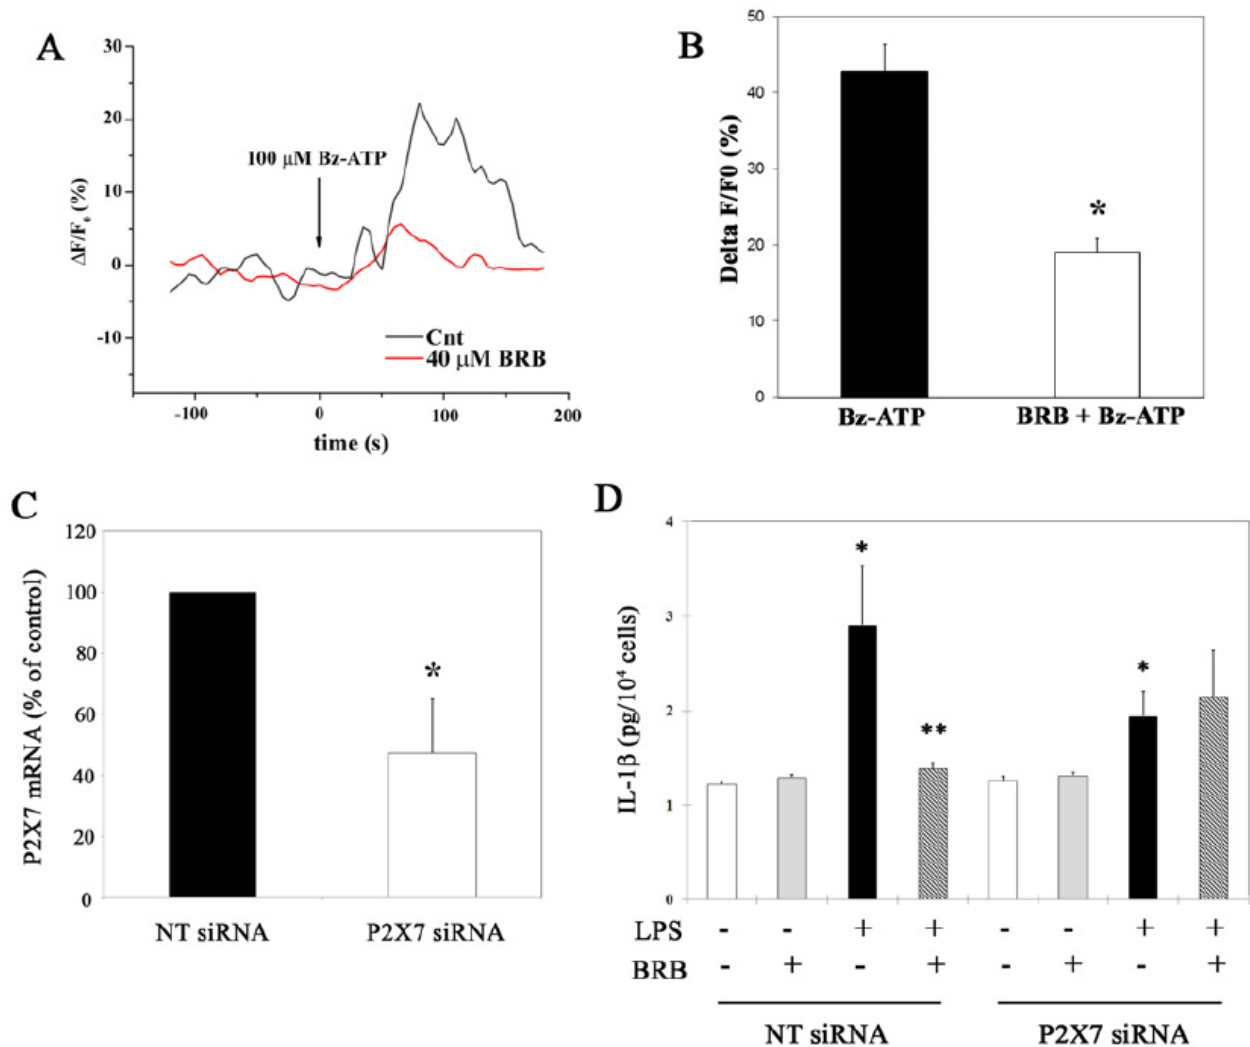 A
30
20
10
0
-10
ΔF/F₀ (%)
100 µM Bz-ATP
Cnt
40 µM BRB
-100
0
100
200
time (s)
B
50
40
30
20
10
0
Delta F/F0 (%)
*
Bz-ATP
BRB + Bz-ATP
C
120
100
80
60
40
20
0
P2X7 mRNA (% of control)
*
NT siRNA
P2X7 siRNA
D
4
3
2
1
0
IL-1β (pg/10⁴ cells)
*
**
*
LPS - - + + - - + +
BRB - + - + - + - +
NT siRNA
P2X7 siRNA